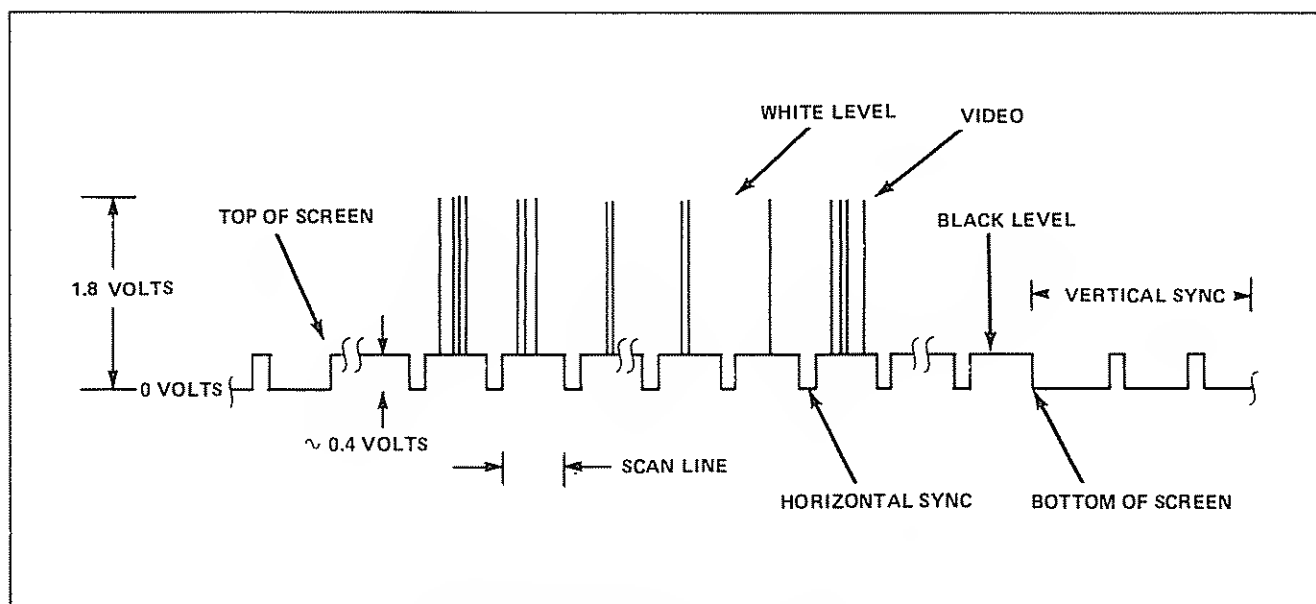 WHITE LEVEL
VIDEO
TOP OF SCREEN
BLACK LEVEL
1.8 VOLTS
VERTICAL SYNC
0 VOLTS
~ 0.4 VOLTS
SCAN LINE
HORIZONTAL SYNC
BOTTOM OF SCREEN